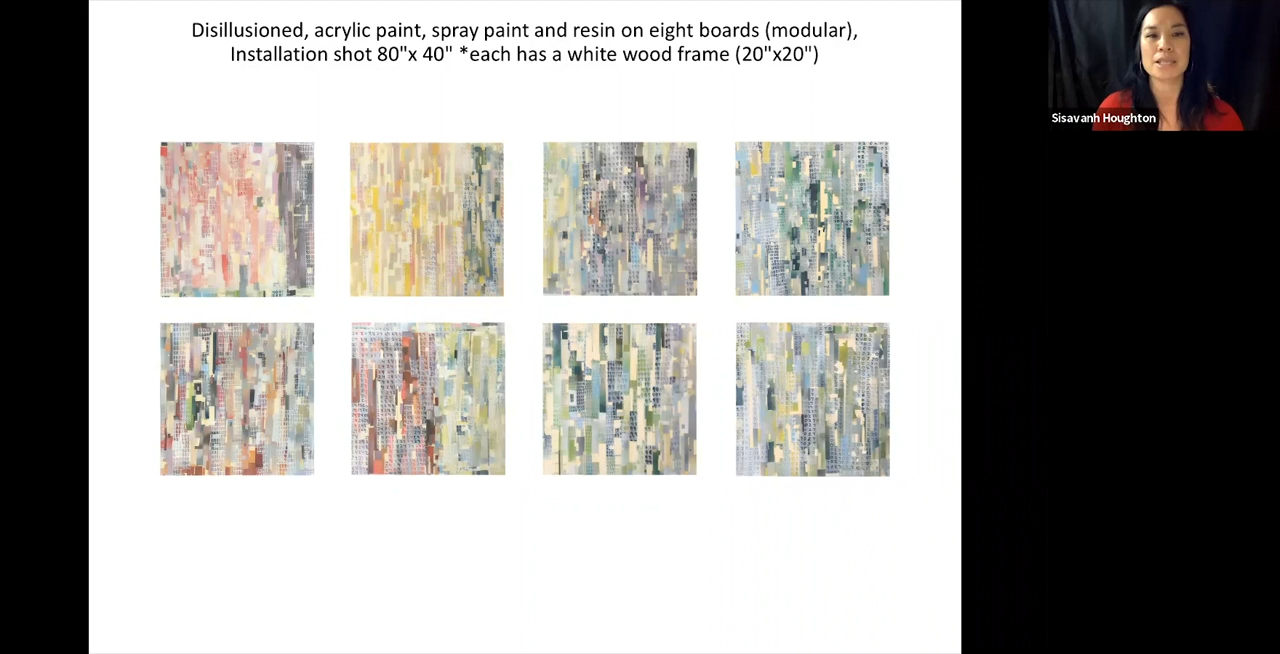 Disillusioned, acrylic paint, spray paint and resin on eight boards (modular),
Installation shot 80"x 40" *each has a white wood frame (20"x20")
Sisavanh Houghton